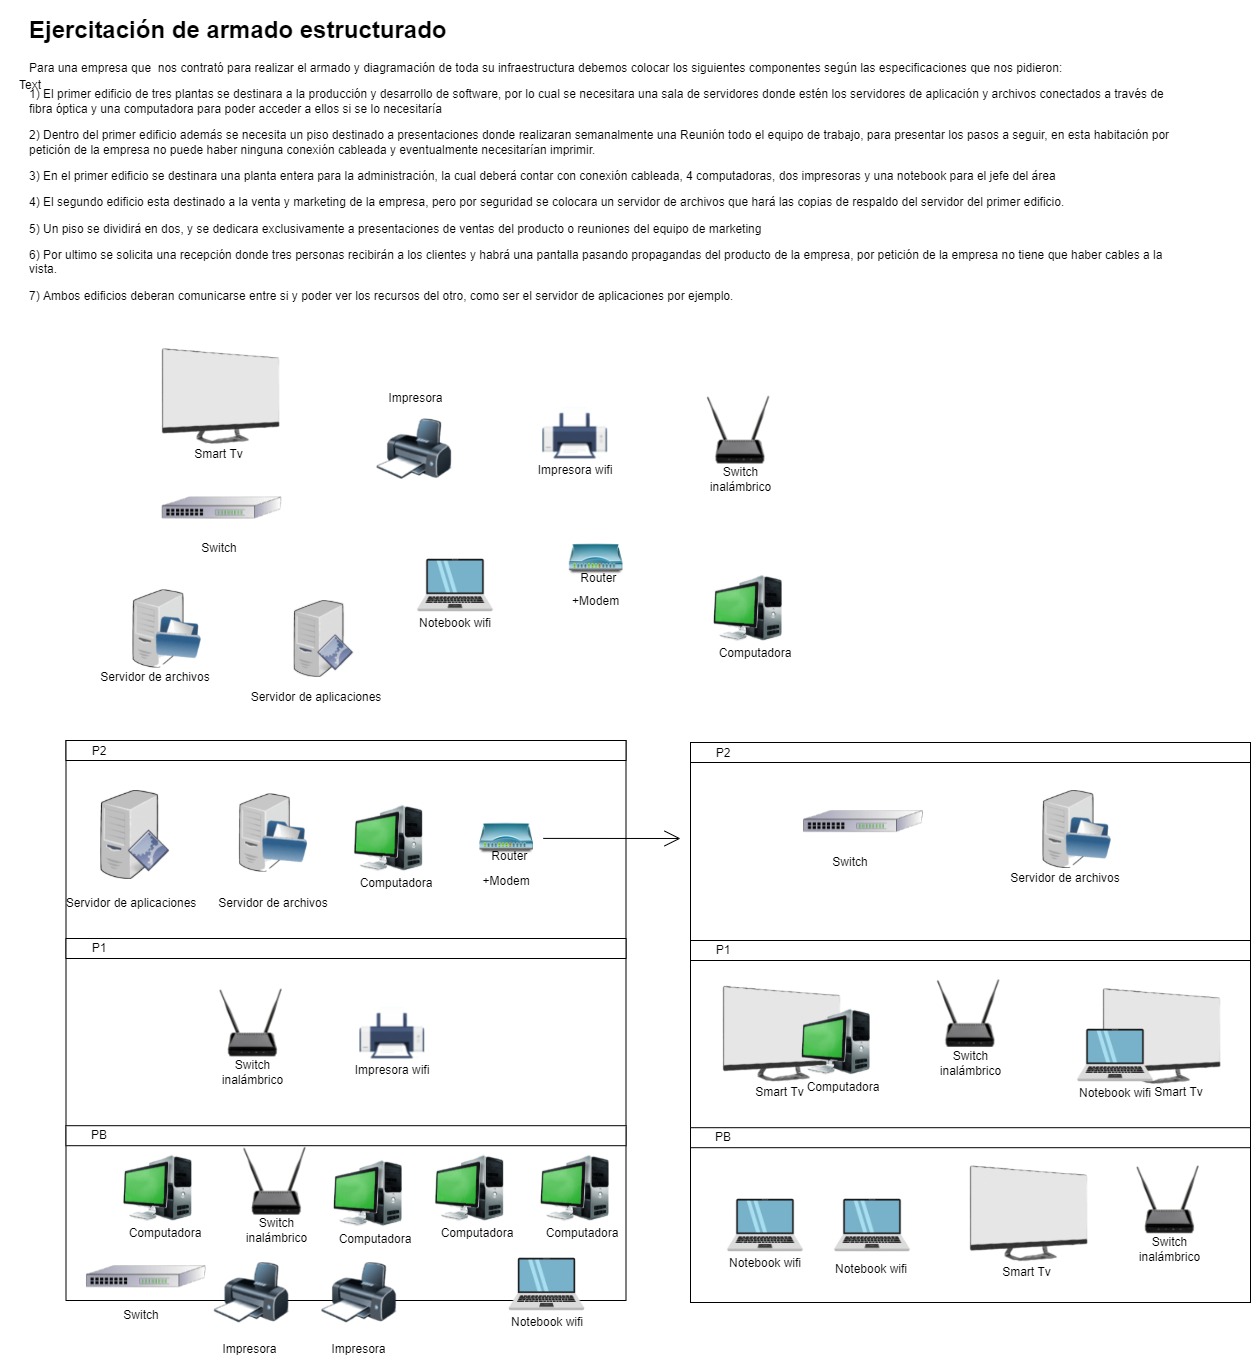 Ejercitación de armado estructurado
Para una empresa que  nos contrató para realizar el armado y diagramación de toda su infraestructura debemos colocar los siguientes componentes según las especificaciones que nos pidieron:
Text
1) El primer edificio de tres plantas se destinara a la producción y desarrollo de software, por lo cual se necesitara una sala de servidores donde estén los servidores de aplicación y archivos conectados a través de
fibra óptica y una computadora para poder acceder a ellos si se lo necesitaría
2) Dentro del primer edificio además se necesita un piso destinado a presentaciones donde realizaran semanalmente una Reunión todo el equipo de trabajo, para presentar los pasos a seguir, en esta habitación por
petición de la empresa no puede haber ninguna conexión cableada y eventualmente necesitarían imprimir.
3) En el primer edificio se destinara una planta entera para la administración, la cual deberá contar con conexión cableada, 4 computadoras, dos impresoras y una notebook para el jefe del área
4) El segundo edificio esta destinado a la venta y marketing de la empresa, pero por seguridad se colocara un servidor de archivos que hará las copias de respaldo del servidor del primer edificio.
5) Un piso se dividirá en dos, y se dedicara exclusivamente a presentaciones de ventas del producto o reuniones del equipo de marketing
6) Por ultimo se solicita una recepción donde tres personas recibirán a los clientes y habrá una pantalla pasando propagandas del producto de la empresa, por petición de la empresa no tiene que haber cables a la
vista.
7) Ambos edificios deberan comunicarse entre si y poder ver los recursos del otro, como ser el servidor de aplicaciones por ejemplo.
Impresora
Smart Tv
Impresora wifi
Switch
inalámbrico
Switch
Router
+Modem
Notebook wifi
Computadora
Servidor de archivos
Servidor de aplicaciones
P2
Router
+Modem
Computadora
Servidor de aplicaciones
Servidor de archivos
P1
Switch
inalámbrico
Impresora wifi
PB
Computadora
Switch
inalámbrico
Computadora
Computadora
Computadora
Switch
Impresora
Impresora
Notebook wifi
P2
Switch
Servidor de archivos
P1
Smart Tv
Computadora
Switch
inalámbrico
Notebook wifi
Smart Tv
PB
Notebook wifi
Notebook wifi
Smart Tv
Switch
inalámbrico